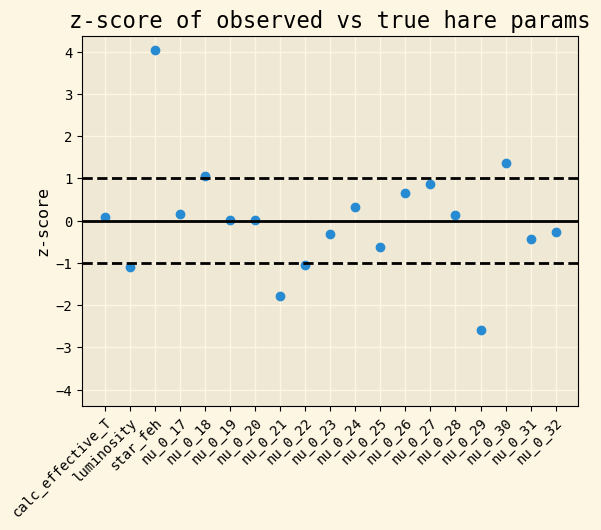 z-score of observed vs true hare params
z-score
4
3
2
1
0
−1
−2
−3
−4
calc_effective_T
luminosity
star_feh
nu_0_17
nu_0_18
nu_0_19
nu_0_20
nu_0_21
nu_0_22
nu_0_23
nu_0_24
nu_0_25
nu_0_26
nu_0_27
nu_0_28
nu_0_29
nu_0_30
nu_0_31
nu_0_32